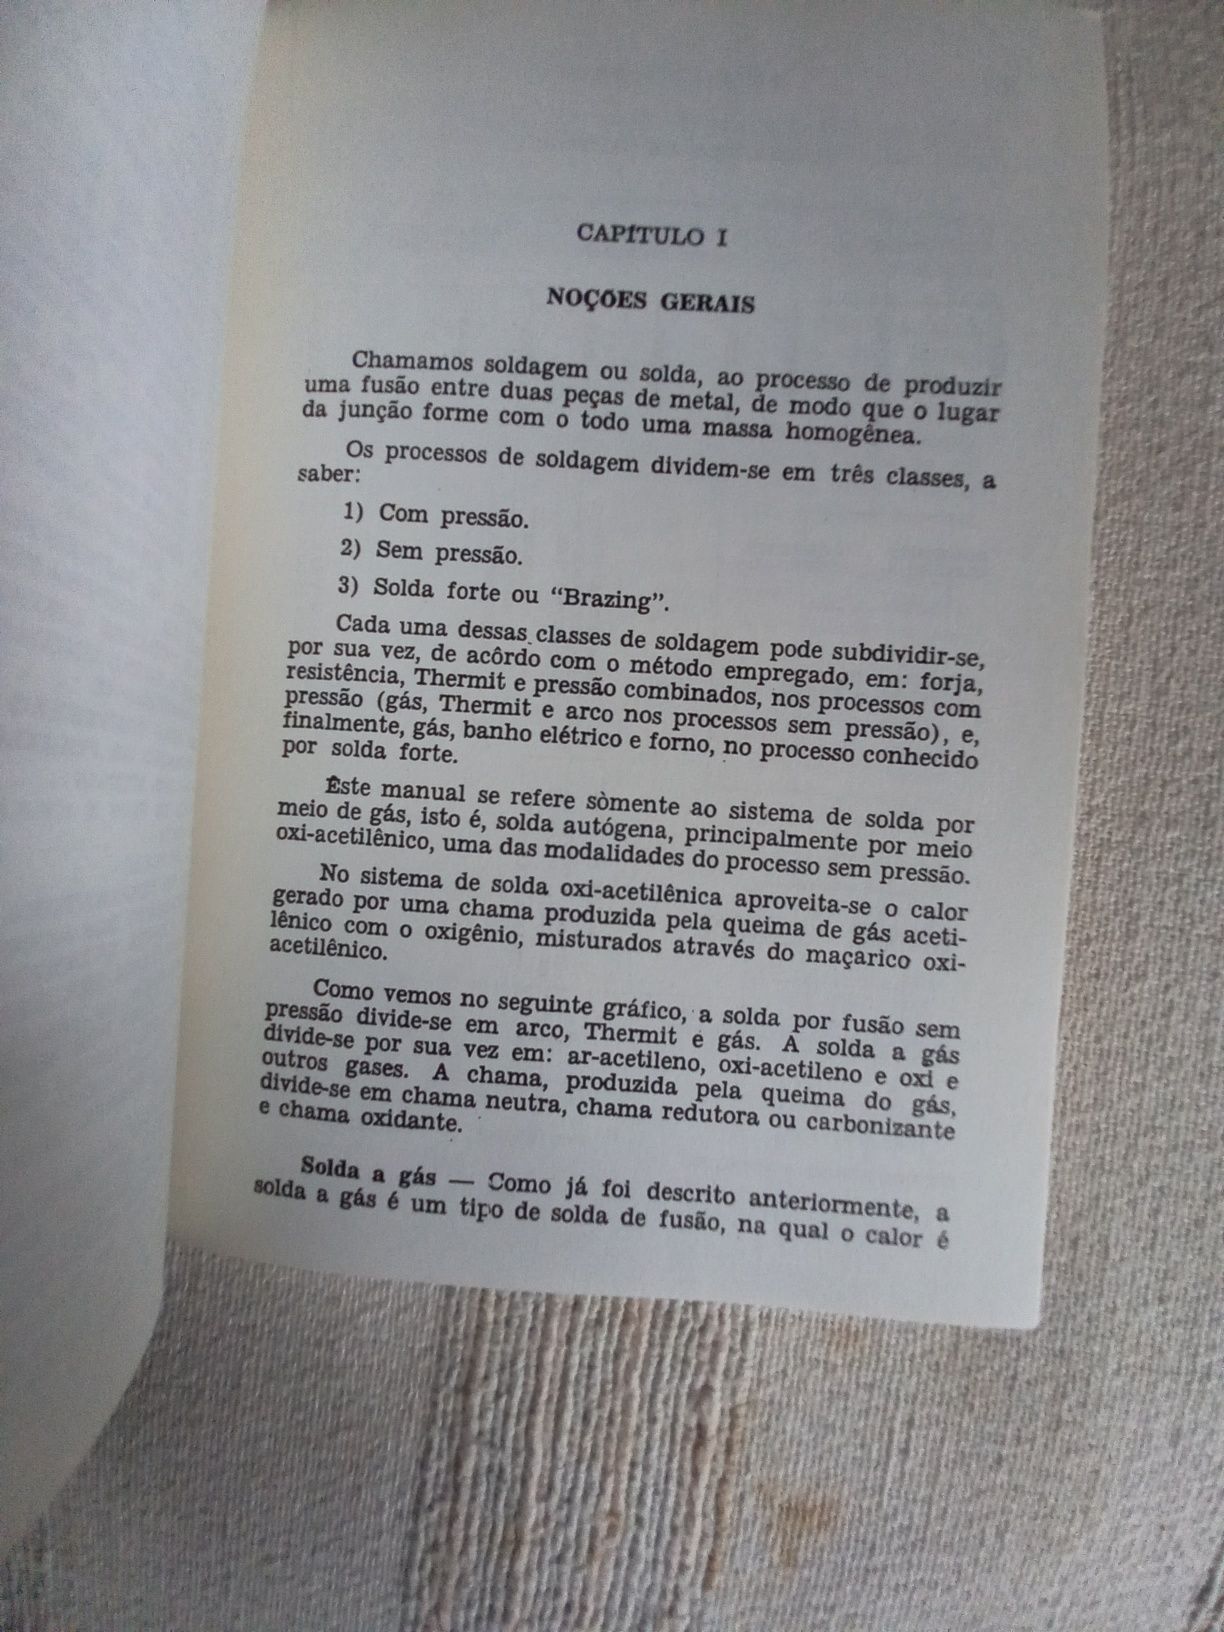 CAPÍTULO I
NOÇÕES GERAIS
Chamamos soldagem ou solda, ao processo de produzir
uma fusão entre duas peças de metal, de modo que o lugar
da junção forme com o todo uma massa homogênea.
Os processos de soldagem dividem-se em três classes, a
saber:
1) Com pressão.
2) Sem pressão.
3) Solda forte ou “Brazing”.
Cada uma dessas classes de soldagem pode subdividir-se,
por sua vez, de acôrdo com o método empregado, em: forja,
resistência, Thermit e pressão combinados, nos processos com
pressão (gás, Thermit e arco nos processos sem pressão), e,
finalmente, gás, banho elétrico e forno, no processo conhecido
por solda forte.
Êste manual se refere sòmente ao sistema de solda por
meio de gás, isto é, solda autógena, principalmente por meio
oxi-acetilênico, uma das modalidades do processo sem pressão.
No sistema de solda oxi-acetilênica aproveita-se o calor
gerado por uma chama produzida pela queima de gás aceti-
lênico com o oxigênio, misturados através do maçarico oxi-
acetilênico.
Como vemos no seguinte gráfico, a solda por fusão sem
pressão divide-se em arco, Thermit e gás. A solda a gás
divide-se por sua vez em: ar-acetileno, oxi-acetileno e oxi e
outros gases. A chama, produzida pela queima do gás,
divide-se em chama neutra, chama redutora ou carbonizante
e chama oxidante.
Solda a gás — Como já foi descrito anteriormente, a
solda a gás é um tipo de solda de fusão, na qual o calor é